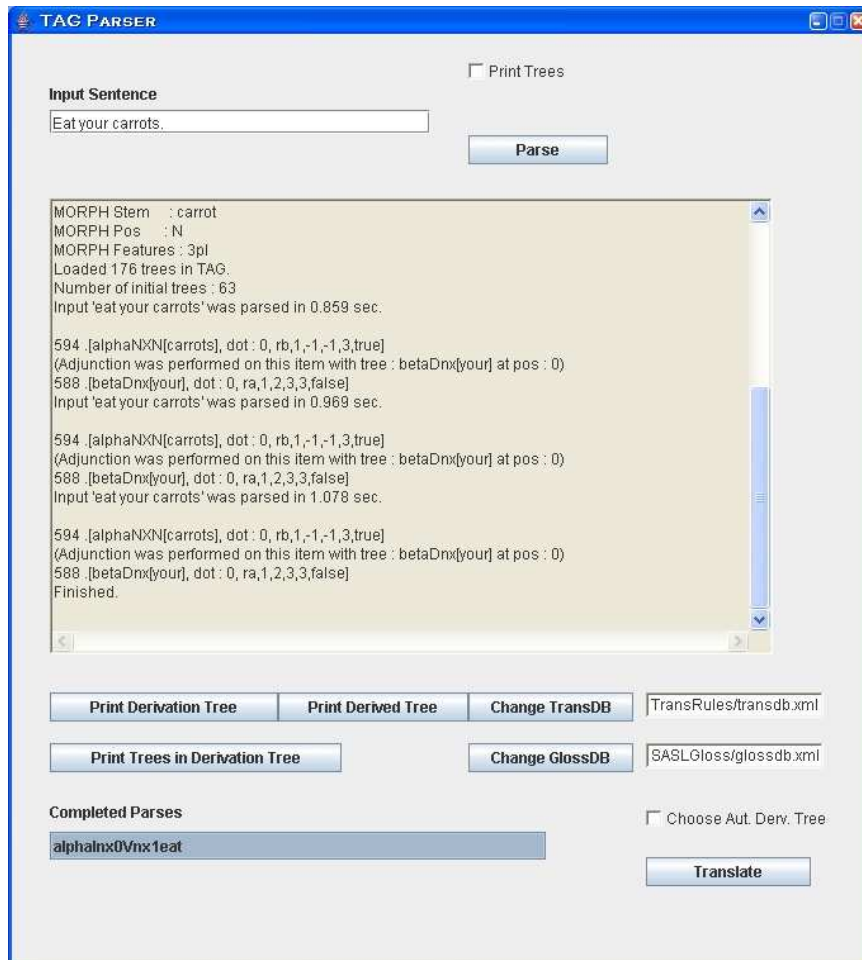 TAG PARSER
Print Trees
Input Sentence
Eat your carrots.
Parse
MORPH Stem : carrot
MORPH Pos : N
MORPH Features : 3pl
Loaded 176 trees in TAG.
Number of initial trees : 63
Input 'eat your carrots' was parsed in 0.859 sec.
594 .[alphaNXN[carrots], dot : 0, rb,1,-1,-1,3,true]
(Adjunction was performed on this item with tree : betaDnx[your] at pos : 0)
588 .[betaDnx[your], dot : 0, ra,1,2,3,3,false]
Input 'eat your carrots' was parsed in 0.969 sec.
594 .[alphaNXN[carrots], dot : 0, rb,1,-1,-1,3,true]
(Adjunction was performed on this item with tree : betaDnx[your] at pos : 0)
588 .[betaDnx[your], dot : 0, ra,1,2,3,3,false]
Input 'eat your carrots' was parsed in 1.078 sec.
594 .[alphaNXN[carrots], dot : 0, rb,1,-1,-1,3,true]
(Adjunction was performed on this item with tree : betaDnx[your] at pos : 0)
588 .[betaDnx[your], dot : 0, ra,1,2,3,3,false]
Finished.
Print Derivation Tree Print Derived Tree Change TransDB TransRules/transdb.xml
Print Trees in Derivation Tree Change GlossDB SASLGloss/glossdb.xml
Completed Parses
Choose Aut. Derv. Tree
alphaInx0Vnx1eat
Translate